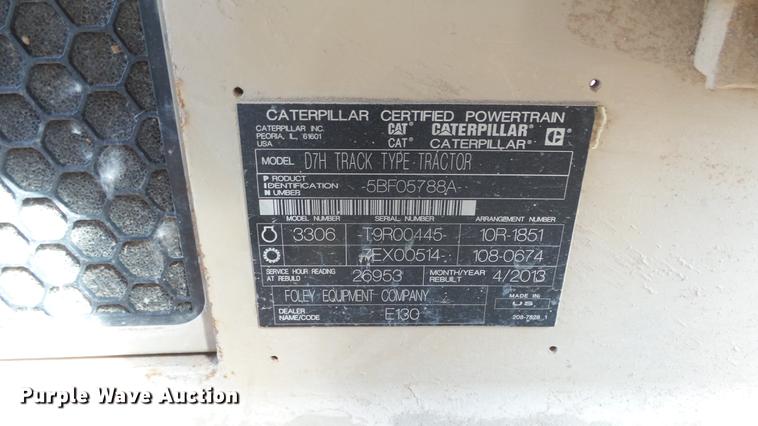 CATERPILLAR CERTIFIED POWERTRAIN
CATERPILLAR INC.
PEORIA, IL, 61601
USA
CAT® CATERPILLAR®
CAT® CATERPILLAR®
MODEL D7H TRACK TYPE TRACTOR
PRODUCT IDENTIFICATION NUMBER -5BF05788A-
MODEL NUMBER SERIAL NUMBER ARRANGEMENT NUMBER
3306 -T9R00445- 10R-1851
-7EX00514- 108-0674
SERVICE HOUR READING AT REBUILD 26953 MONTH/YEAR REBUILT 4/2013
FOLEY EQUIPMENT COMPANY
DEALER NAME/CODE E130
MADE IN US
208-7828 1
Purple Wave Auction